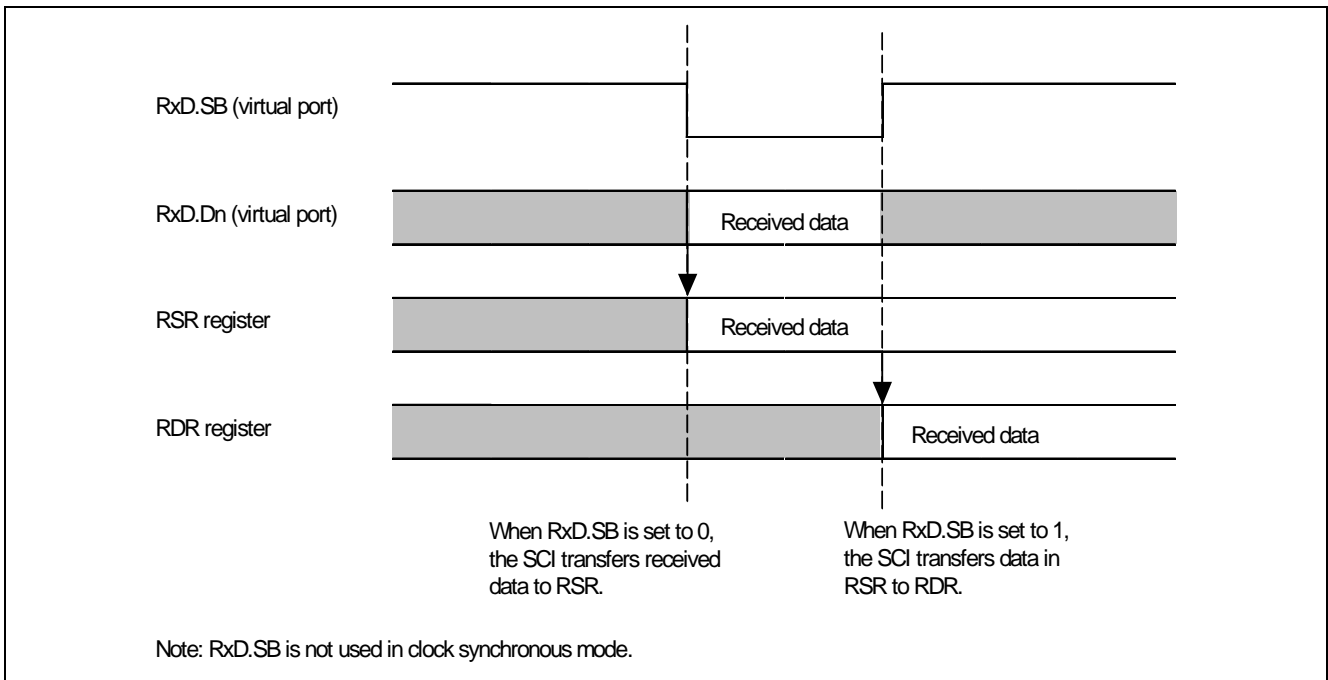 RxD.SB (virtual port)
RxD.Dn (virtual port)
Received data
RSR register
Received data
RDR register
Received data
When RxD.SB is set to 0,
the SCI transfers received
data to RSR.
When RxD.SB is set to 1,
the SCI transfers data in
RSR to RDR.
Note: RxD.SB is not used in clock synchronous mode.